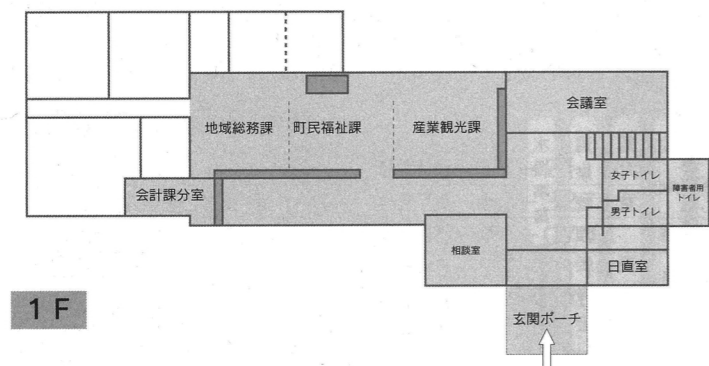 会議室
地域総務課 町民福祉課 産業観光課
女子トイレ
障害者用
トイレ
会計課分室
男子トイレ
相談室
日直室
1 F
玄関ポーチ